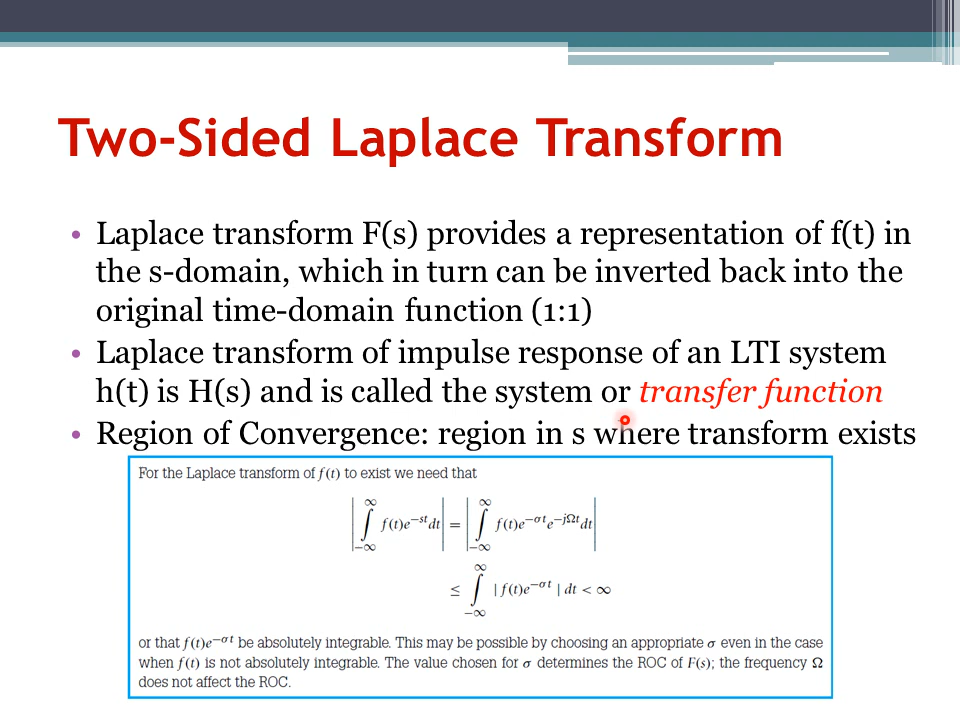 Two-Sided Laplace Transform
• Laplace transform F(s) provides a representation of f(t) in
the s-domain, which in turn can be inverted back into the
original time-domain function (1:1)
• Laplace transform of impulse response of an LTI system
h(t) is H(s) and is called the system or transfer function
• Region of Convergence: region in s where transform exists
For the Laplace transform of f(t) to exist we need that
|∫_{-∞}^{∞} f(t)e^{-st}dt| = |∫_{-∞}^{∞} f(t)e^{-σt}e^{-jΩt}dt|
≤ ∫_{-∞}^{∞} | f(t)e^{-σt} | dt < ∞
or that f(t)e^{-σt} be absolutely integrable. This may be possible by choosing an appropriate σ even in the case
when f(t) is not absolutely integrable. The value chosen for σ determines the ROC of F(s); the frequency Ω
does not affect the ROC.